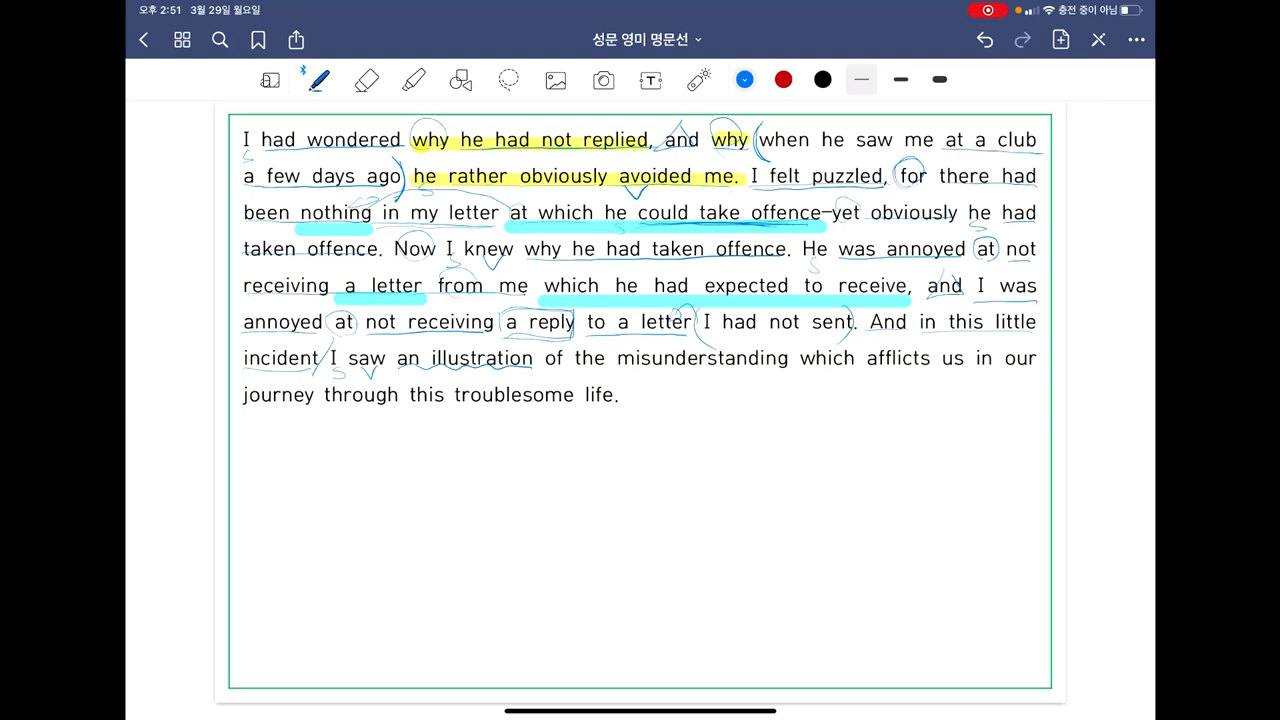 오후 2:51 3월 29일 월요일
충전 중이 아님
성문 영미 명문선
T
I had wondered why he had not replied, and why when he saw me at a club
a few days ago he rather obviously avoided me. I felt puzzled, for there had
been nothing in my letter at which he could take offence—yet obviously he had
taken offence. Now I knew why he had taken offence. He was annoyed at not
receiving a letter from me which he had expected to receive, and I was
annoyed at not receiving a reply to a letter I had not sent. And in this little
incident I saw an illustration of the misunderstanding which afflicts us in our
journey through this troublesome life.